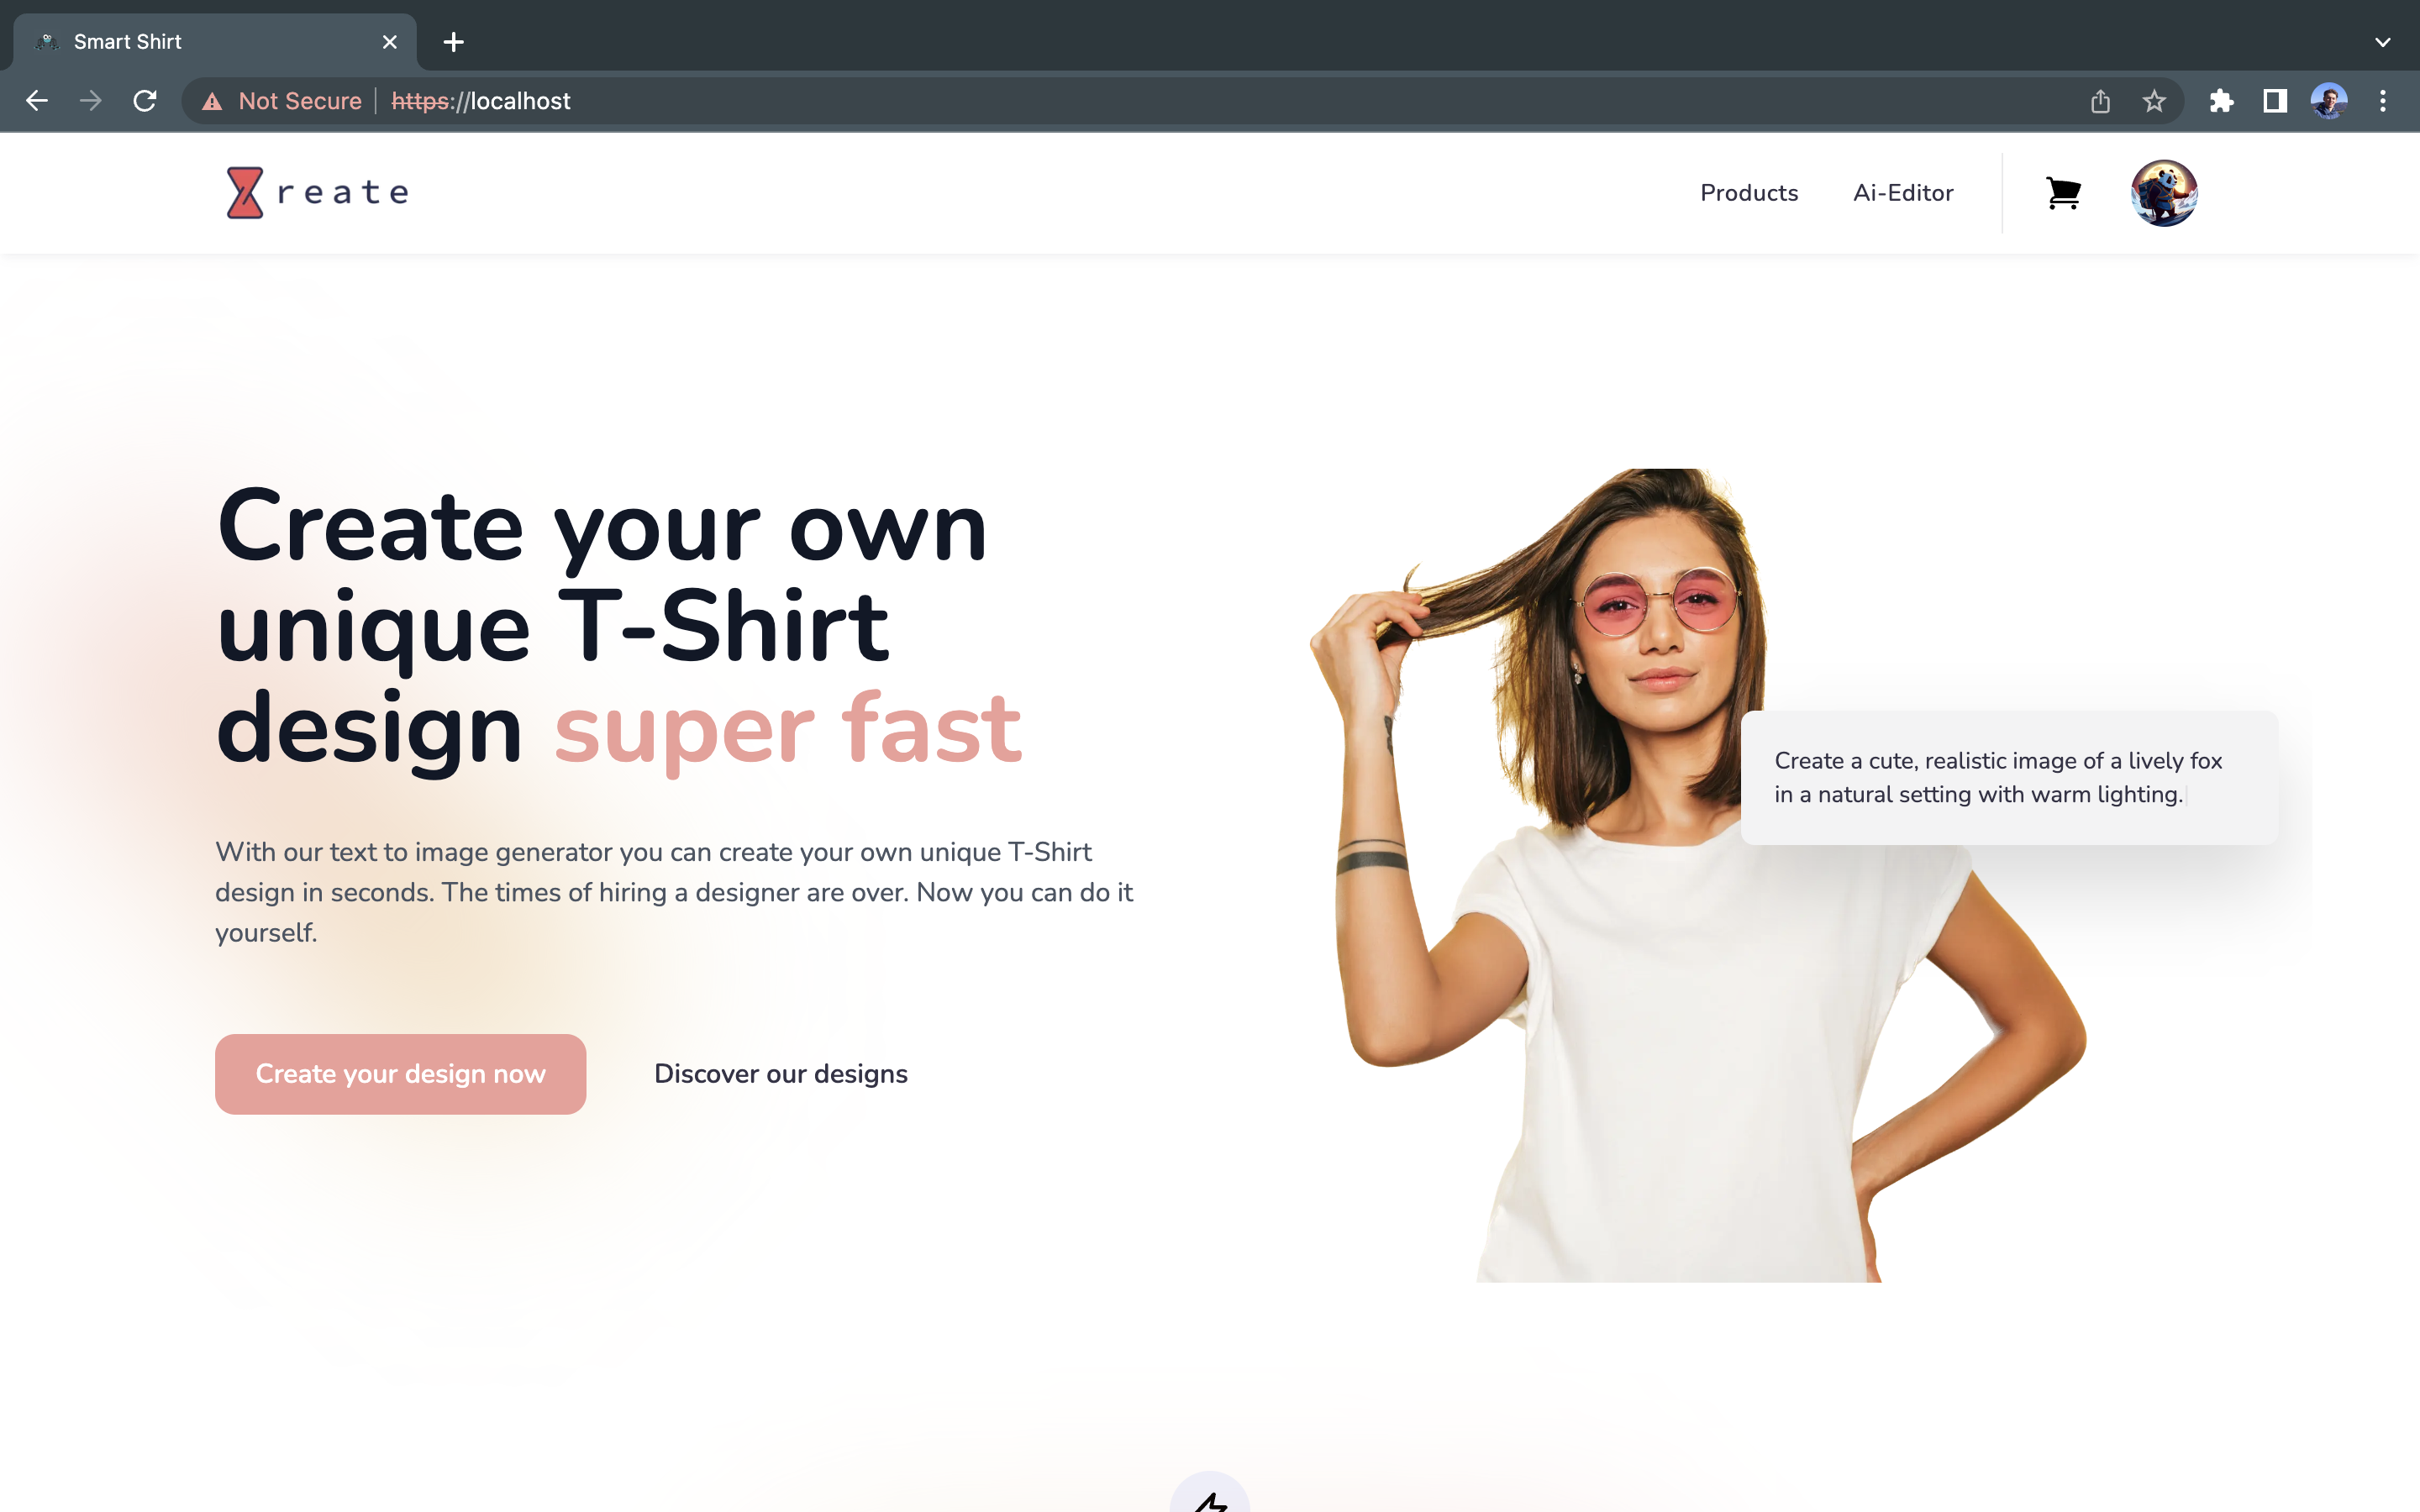 Smart Shirt
Not Secure
https://localhost
reate
Products
Ai-Editor
Create your own
unique T-Shirt
design super fast
Create a cute, realistic image of a lively fox
in a natural setting with warm lighting.
With our text to image generator you can create your own unique T-Shirt
design in seconds. The times of hiring a designer are over. Now you can do it
yourself.
Create your design now
Discover our designs